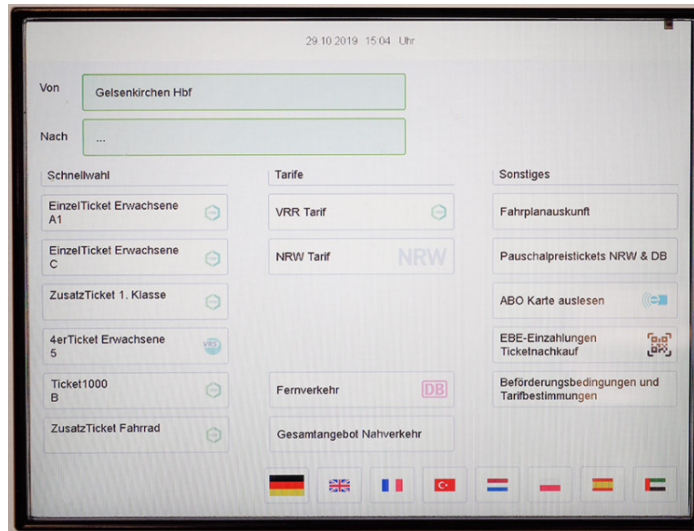 29.10.2019 15:04 Uhr
Von
Gelsenkirchen Hbf
Nach
...
Schnellwahl
EinzelTicket Erwachsene
A1
EinzelTicket Erwachsene
C
ZusatzTicket 1. Klasse
4erTicket Erwachsene
5
VRS
Ticket1000
B
ZusatzTicket Fahrrad
Tarife
VRR Tarif
NRW Tarif
NRW
Fernverkehr
DB
Gesamtangebot Nahverkehr
Sonstiges
Fahrplanauskunft
Pauschalpreistickets NRW & DB
ABO Karte auslesen
EBE-Einzahlungen
Ticketnachkauf
Beförderungsbedingungen und
Tarifbestimmungen